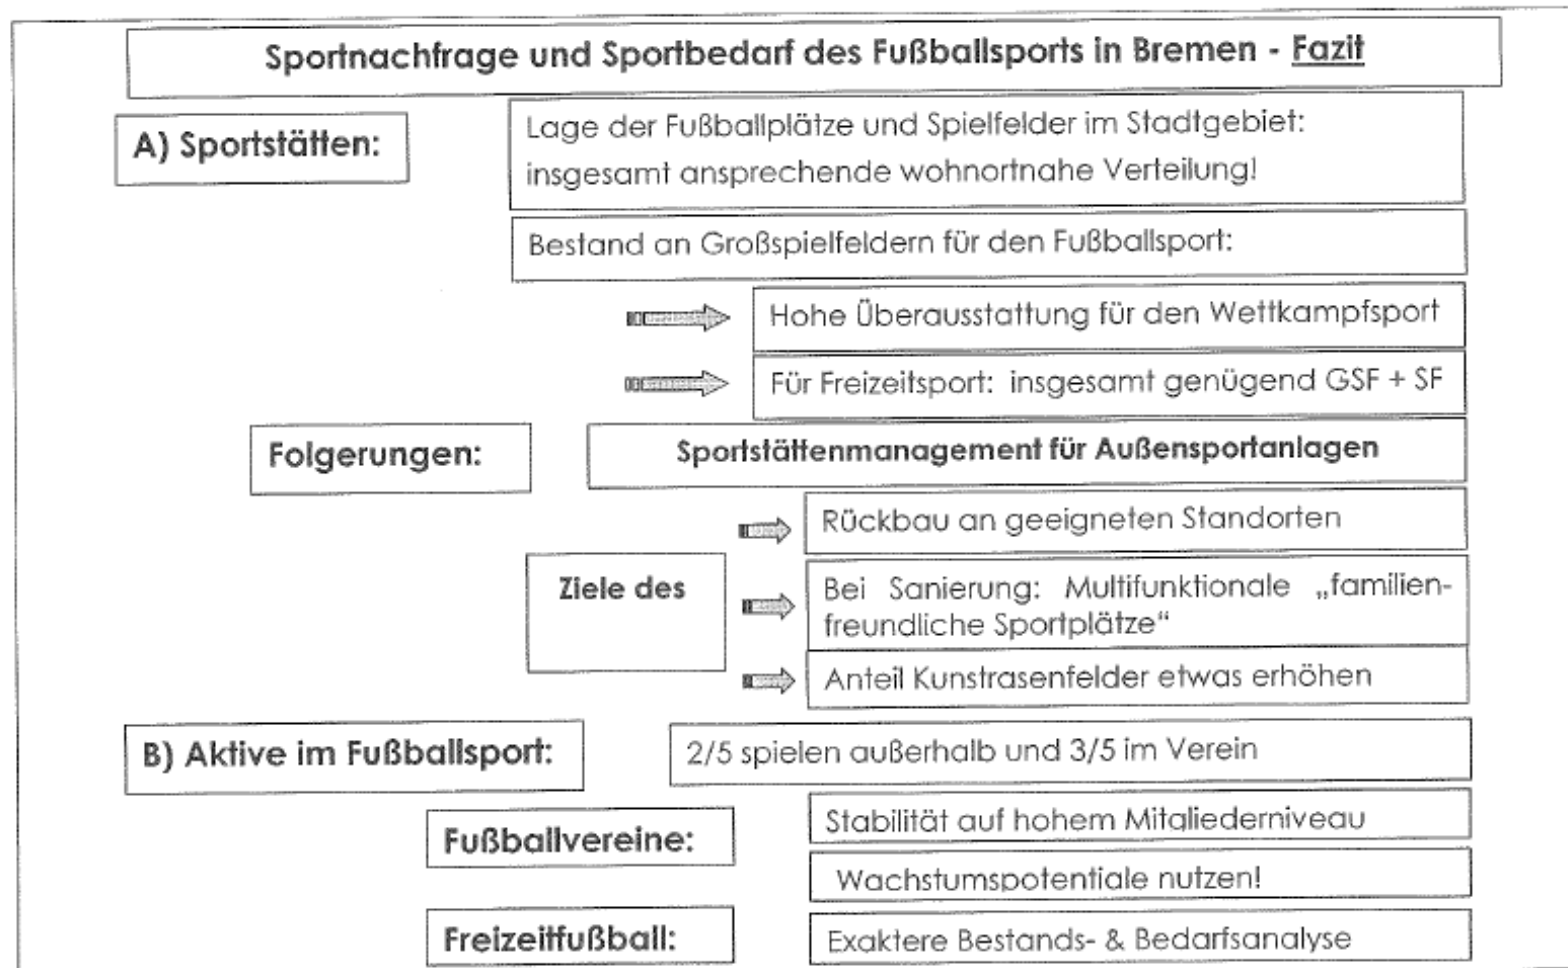 Sportnachfrage und Sportbedarf des Fußballsports in Bremen - Fazit
A) Sportstätten:
Lage der Fußballplätze und Spielfelder im Stadtgebiet:
insgesamt ansprechende wohnortnahe Verteilung!
Bestand an Großspielfeldern für den Fußballsport:
Hohe Überausstattung für den Wettkampfsport
Für Freizeitsport: insgesamt genügend GSF + SF
Folgerungen:
Sportstättenmanagement für Außensportanlagen
Rückbau an geeigneten Standorten
Ziele des
Bei Sanierung: Multifunktionale „familien-
freundliche Sportplätze“
Anteil Kunstrasenfelder etwas erhöhen
B) Aktive im Fußballsport:
2/5 spielen außerhalb und 3/5 im Verein
Fußballvereine:
Stabilität auf hohem Mitgliederniveau
Wachstumspotentiale nutzen!
Freizeitfußball:
Exaktere Bestands- & Bedarfsanalyse